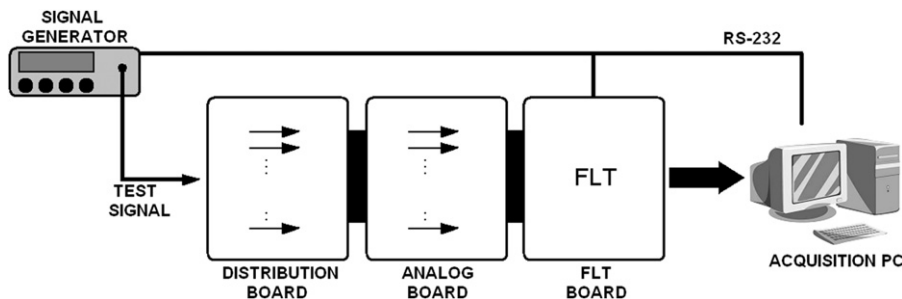 SIGNAL
GENERATOR
RS-232
TEST
SIGNAL
FLT
DISTRIBUTION
BOARD
ANALOG
BOARD
FLT
BOARD
ACQUISITION PC